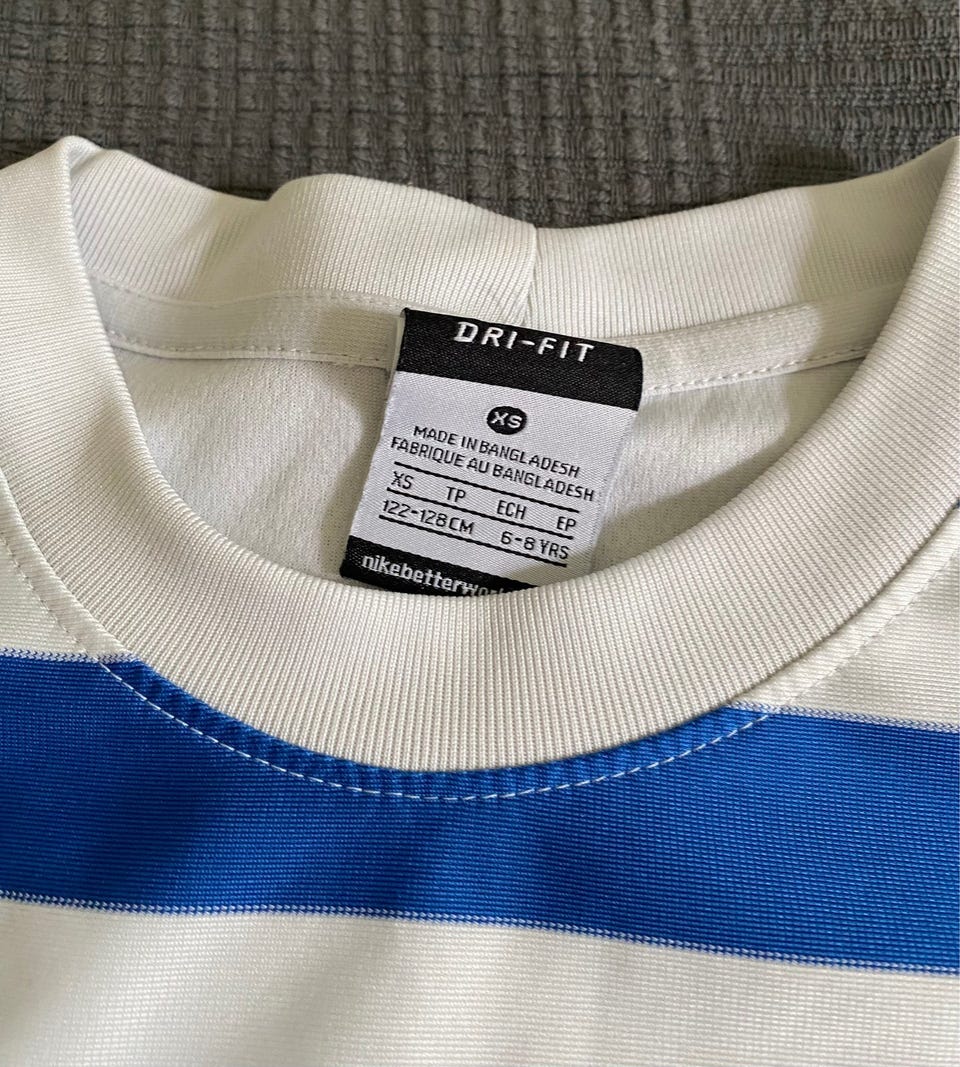 DRI-FIT
XS
MADE IN BANGLADESH
FABRIQUE AU BANGLADESH
XS TP ECH EP
122-128CM 6-8 YRS